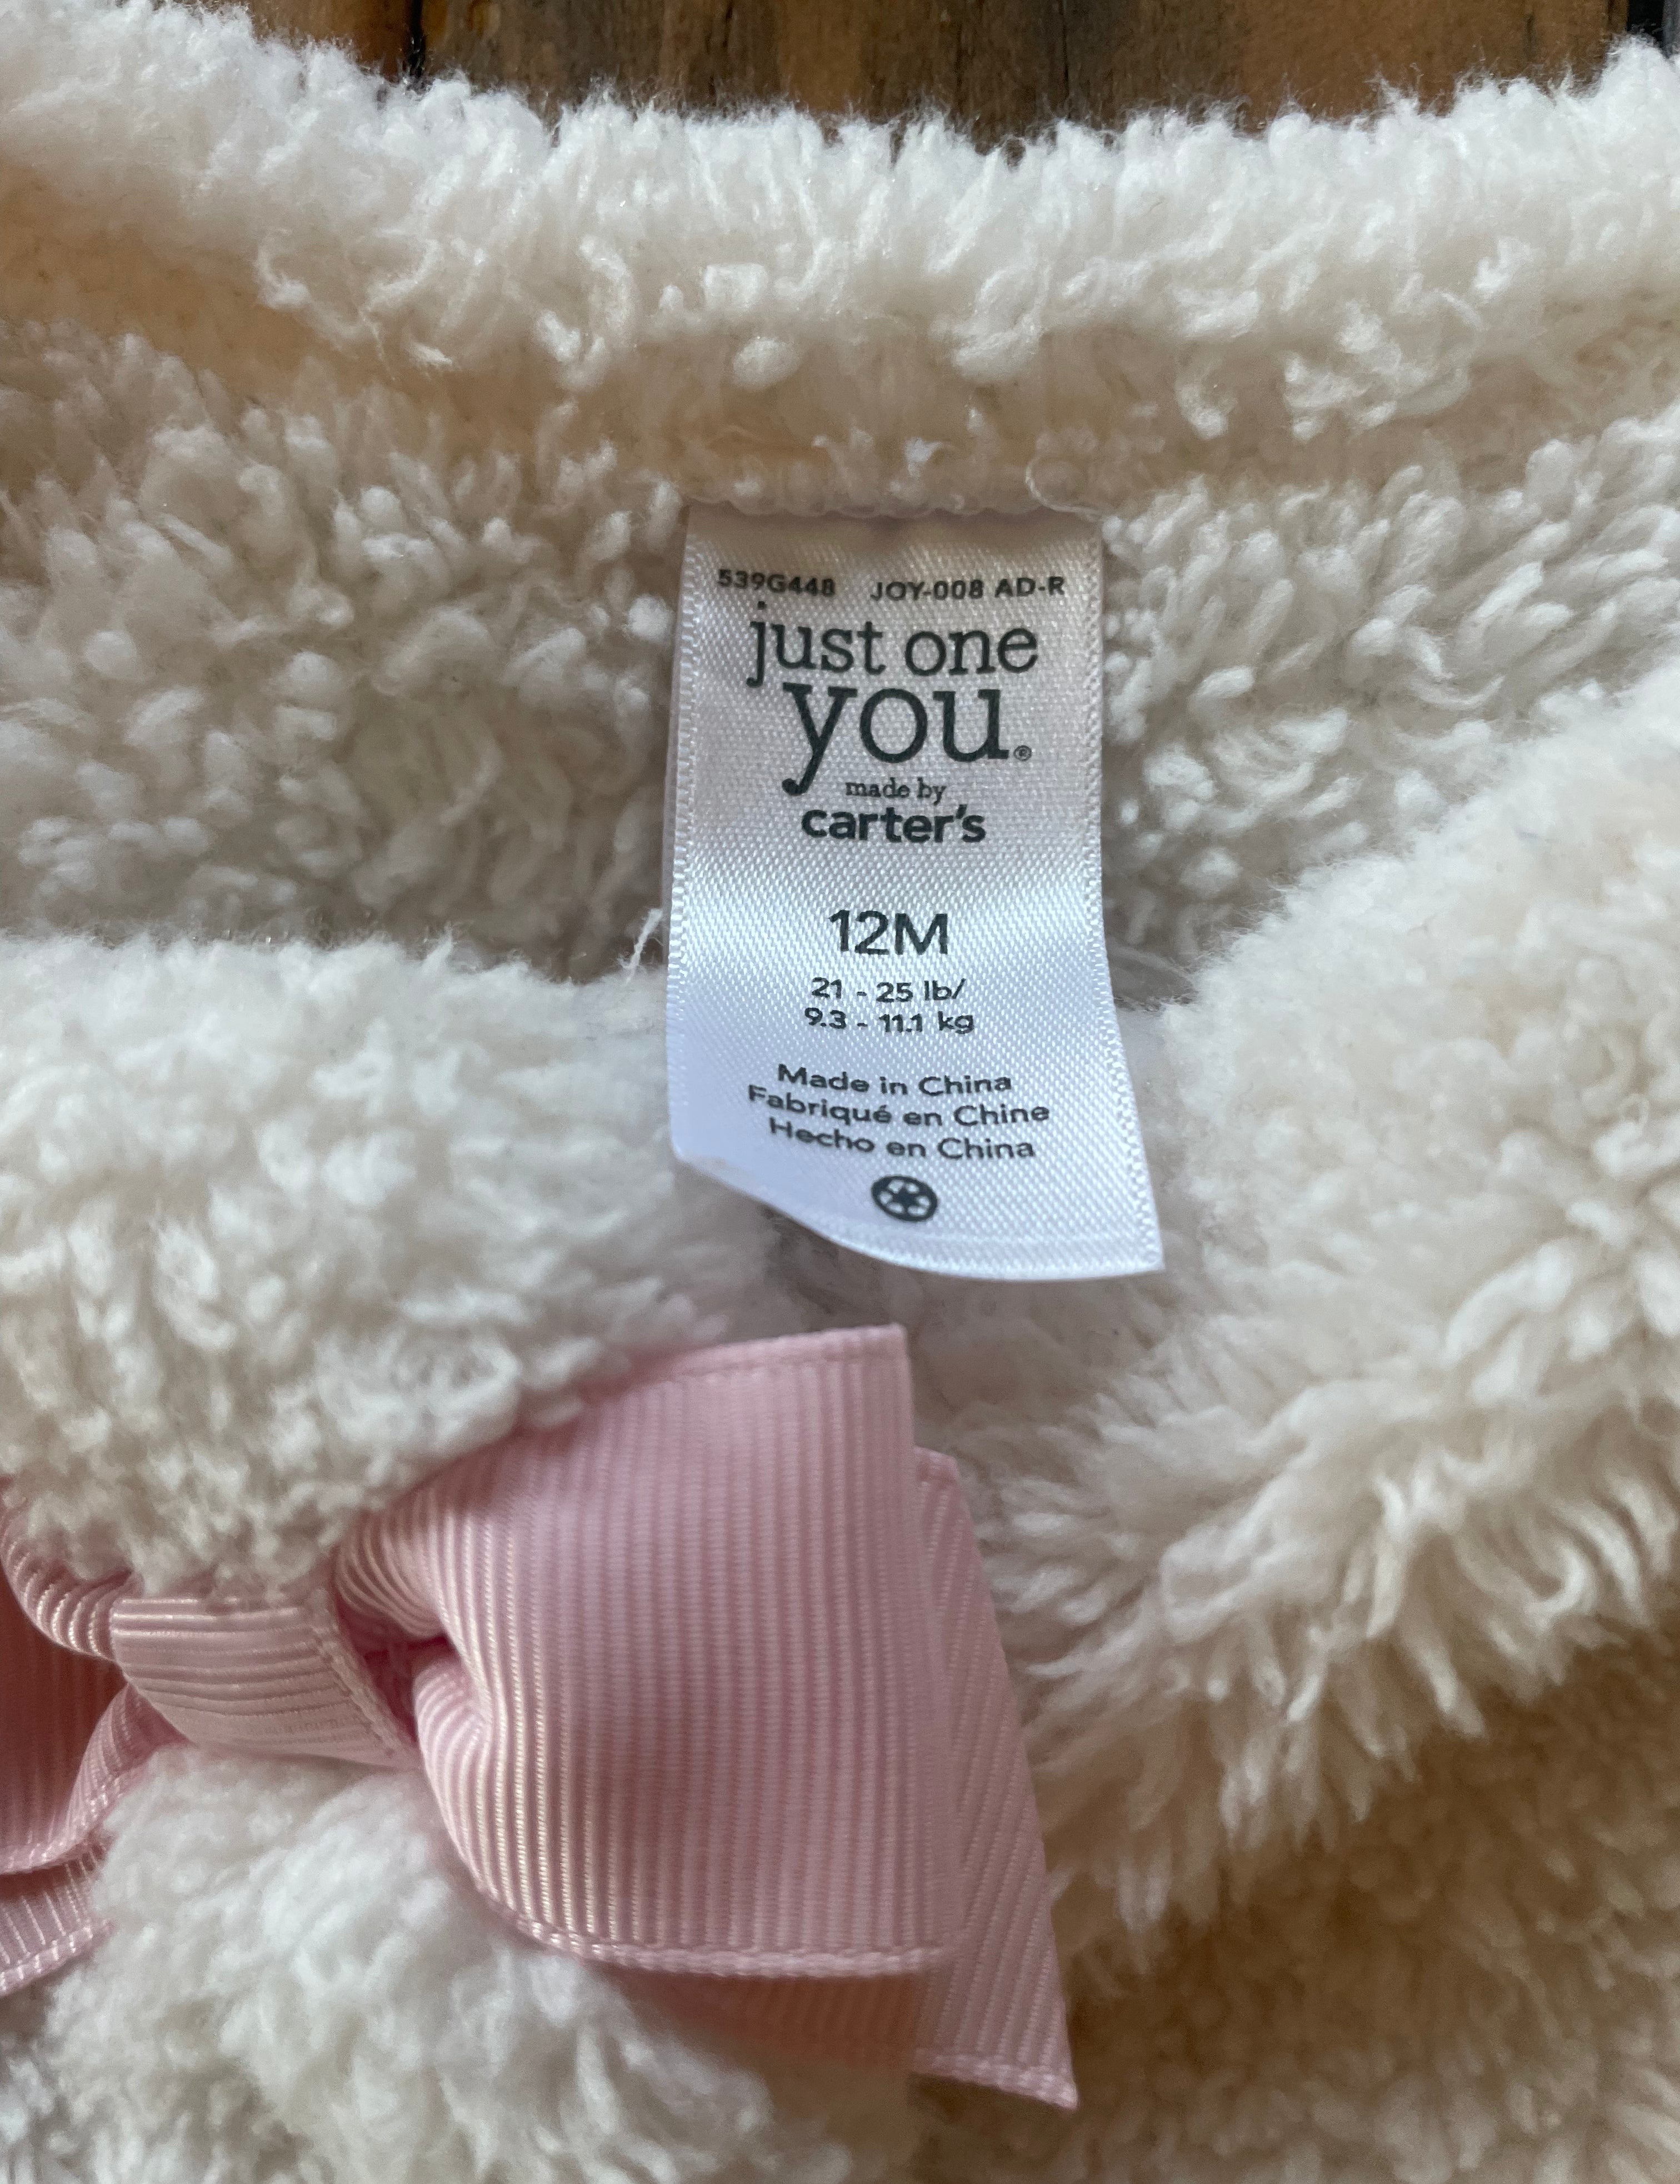 539G448 JOY-008 AD-R
just one
you®
made by
carter's
12M
21 - 25 lb/
9.3 - 11.1 kg
Made in China
Fabriqué en Chine
Hecho en China